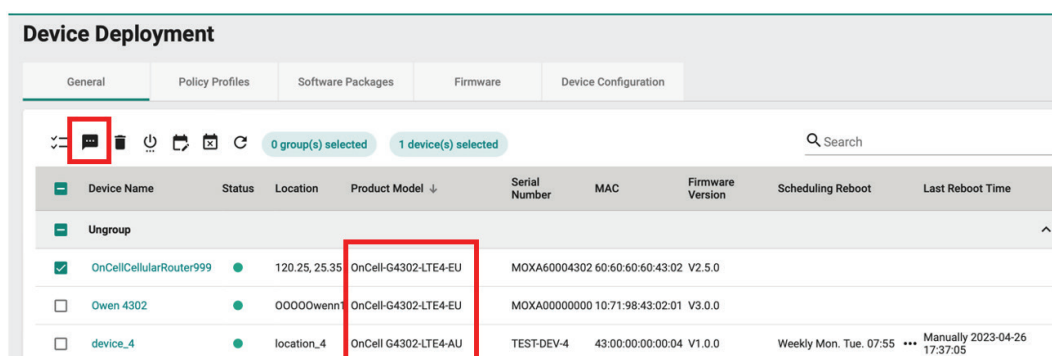 Device Deployment
General Policy Profiles Software Packages Firmware Device Configuration
0 group(s) selected 1 device(s) selected Search
Device Name Status Location Product Model Serial Number MAC Firmware Version Scheduling Reboot Last Reboot Time
Ungroup
OnCellCellularRouter999 120.25, 25.35 OnCell-G4302-LTE4-EU MOXA60004302 60:60:60:60:43:02 V2.5.0
Owen 4302 OOOOOwenn1 OnCell-G4302-LTE4-EU MOXA00000000 10:71:98:43:02:01 V3.0.0
device_4 location_4 OnCell G4302-LTE4-AU TEST-DEV-4 43:00:00:00:00:04 V1.0.0 Weekly Mon. Tue. 07:55 ••• Manually 2023-04-26 17:37:05